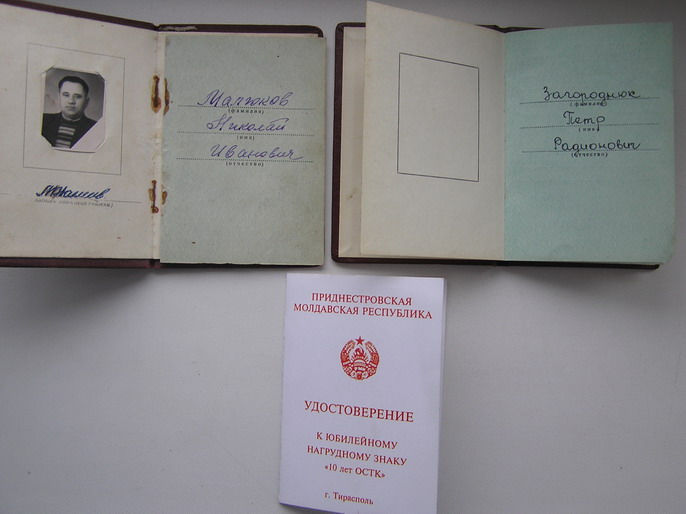 Мамюков
(фамилия)
Николай
(имя)
Иванович
(отчество)
Загороднюк
(фамилия)
Петр
(имя)
Радионович
(отчество)
ПРИДНЕСТРОВСКАЯ
МОЛДАВСКАЯ РЕСПУБЛИКА
УДОСТОВЕРЕНИЕ
К ЮБИЛЕЙНОМУ
НАГРУДНОМУ ЗНАКУ
«10 лет ОСТК»
г. Тирасполь